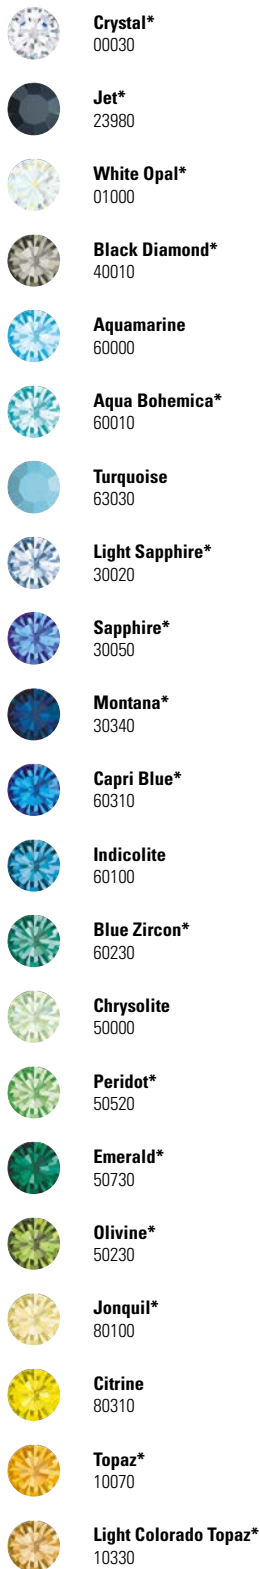 Crystal*
00030
Jet*
23980
White Opal*
01000
Black Diamond*
40010
Aquamarine
60000
Aqua Bohemica*
60010
Turquoise
63030
Light Sapphire*
30020
Sapphire*
30050
Montana*
30340
Capri Blue*
60310
Indicolite
60100
Blue Zircon*
60230
Chrysolite
50000
Peridot*
50520
Emerald*
50730
Olivine*
50230
Jonquil*
80100
Citrine
80310
Topaz*
10070
Light Colorado Topaz*
10330